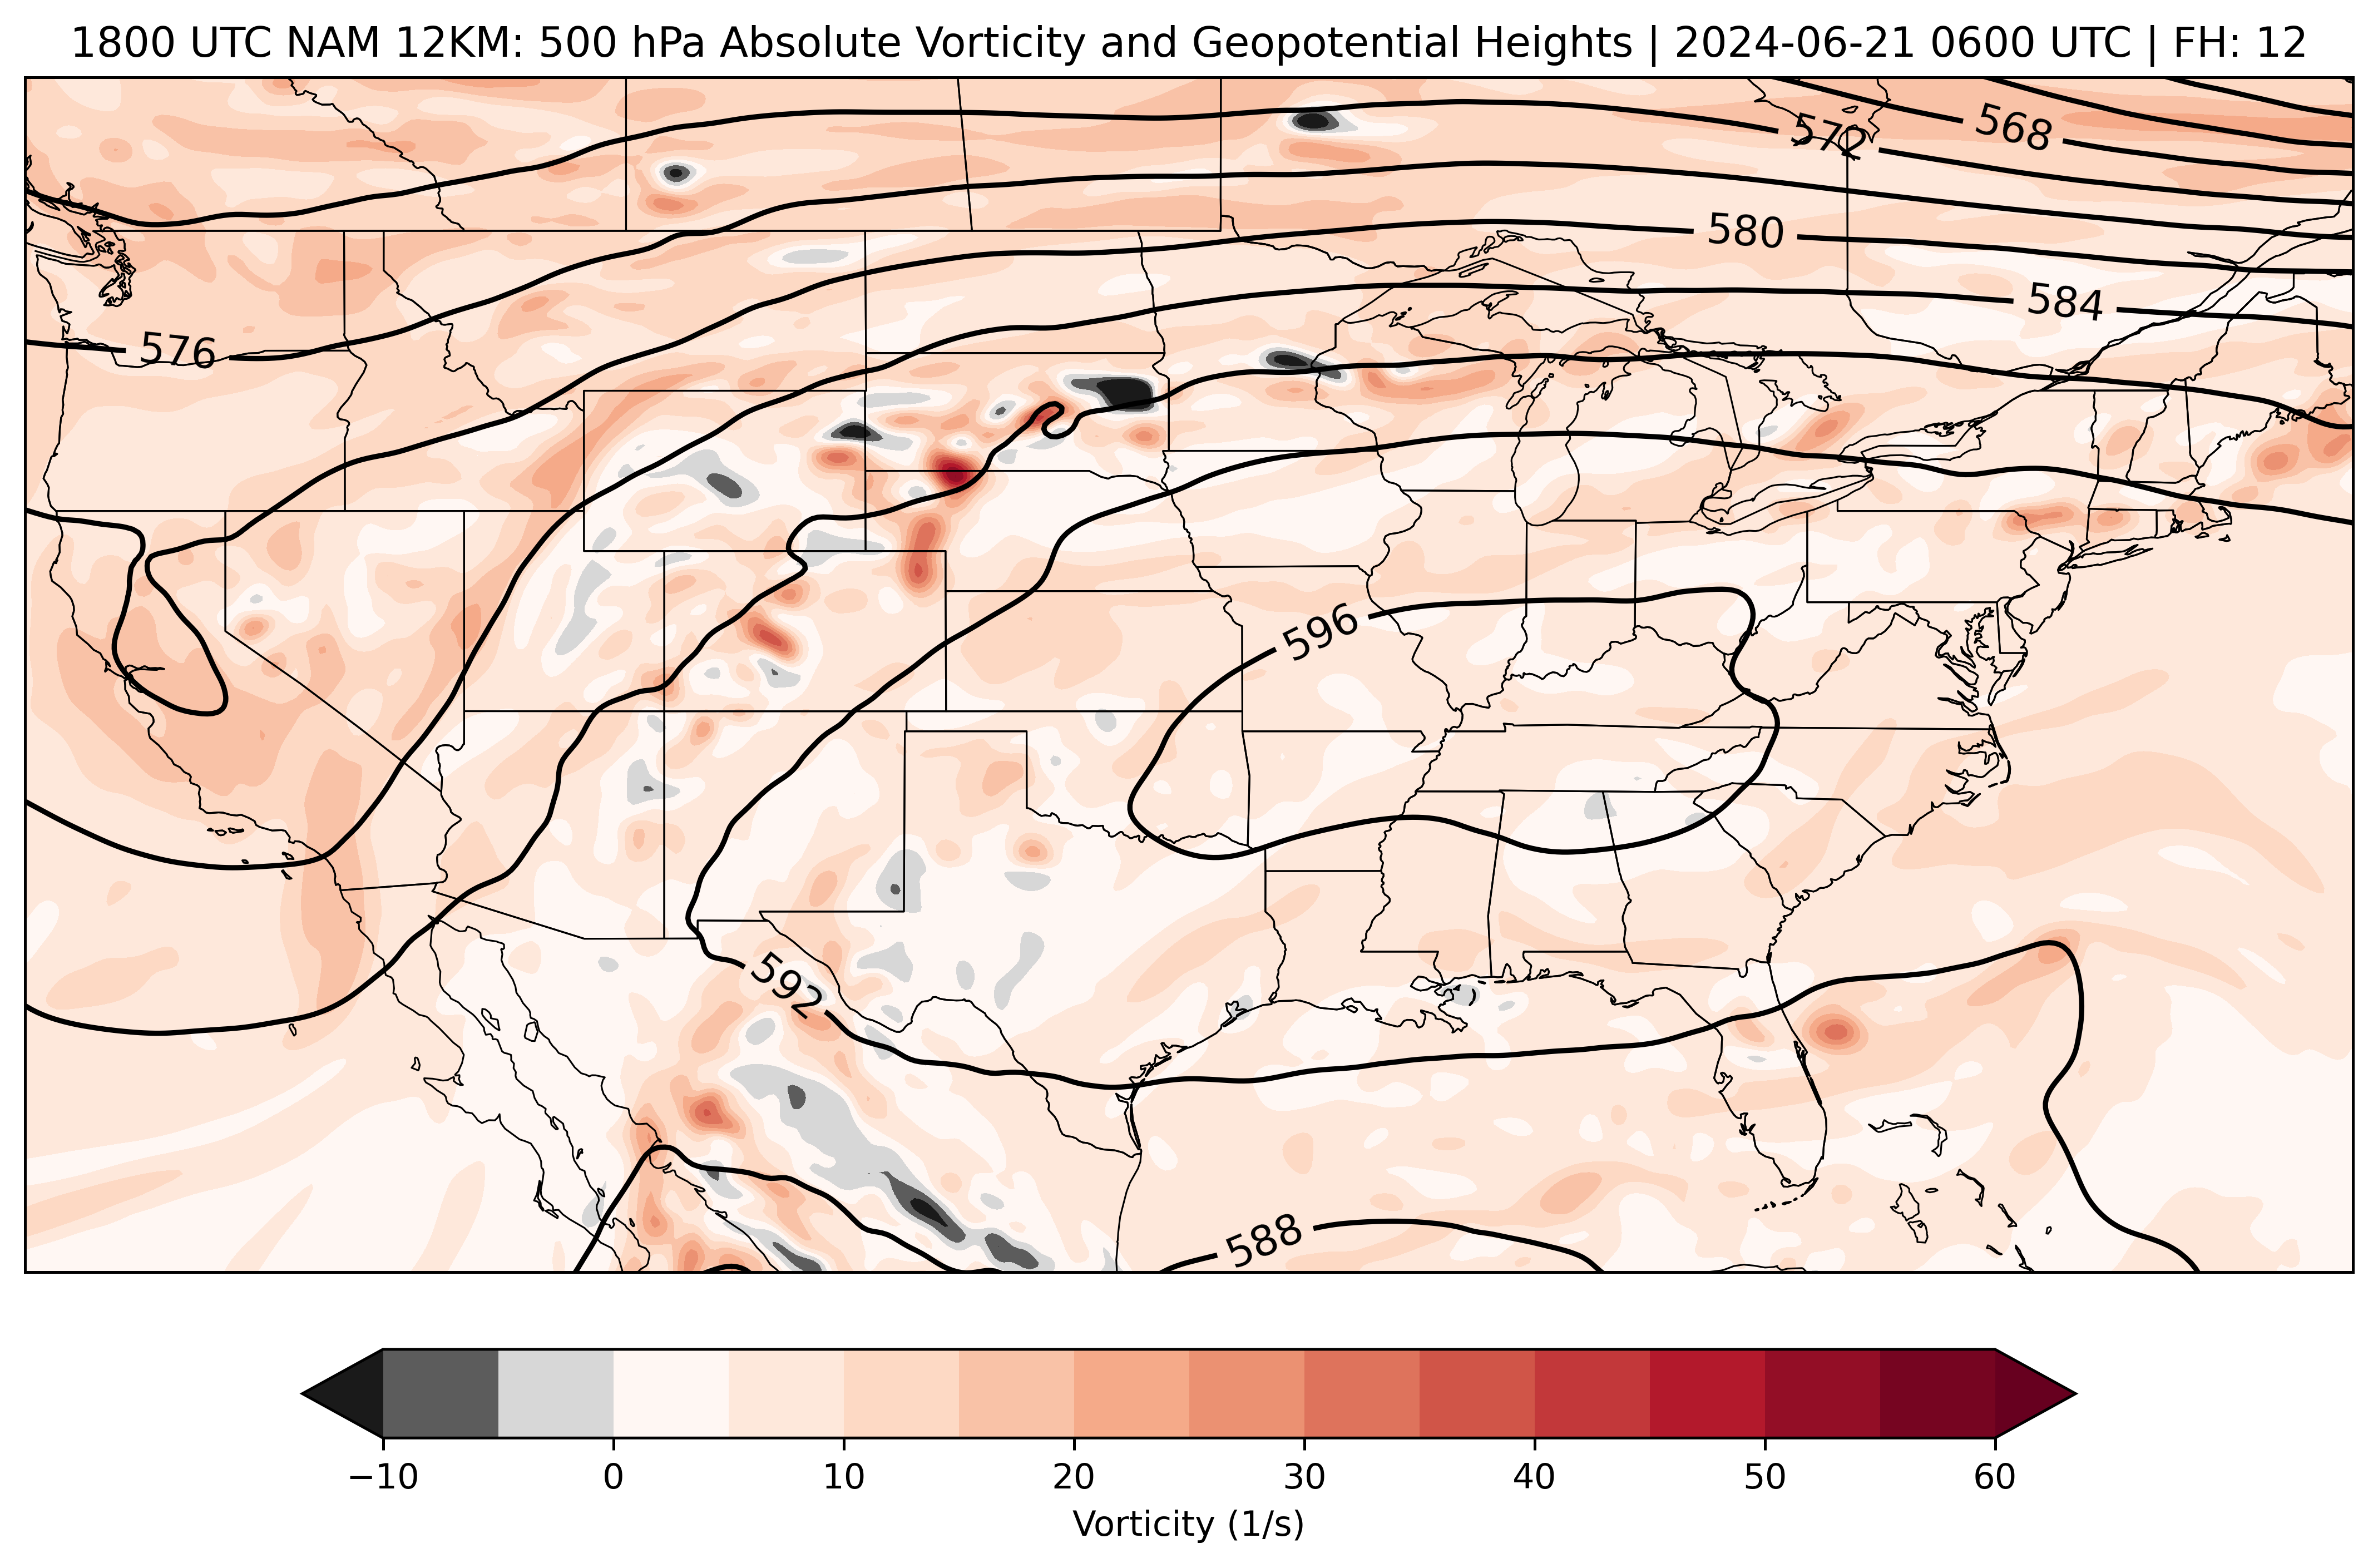 1800 UTC NAM 12KM: 500 hPa Absolute Vorticity and Geopotential Heights | 2024-06-21 0600 UTC | FH: 12
572
568
580
584
576
596
592
588
−10 0 10 20 30 40 50 60
Vorticity (1/s)